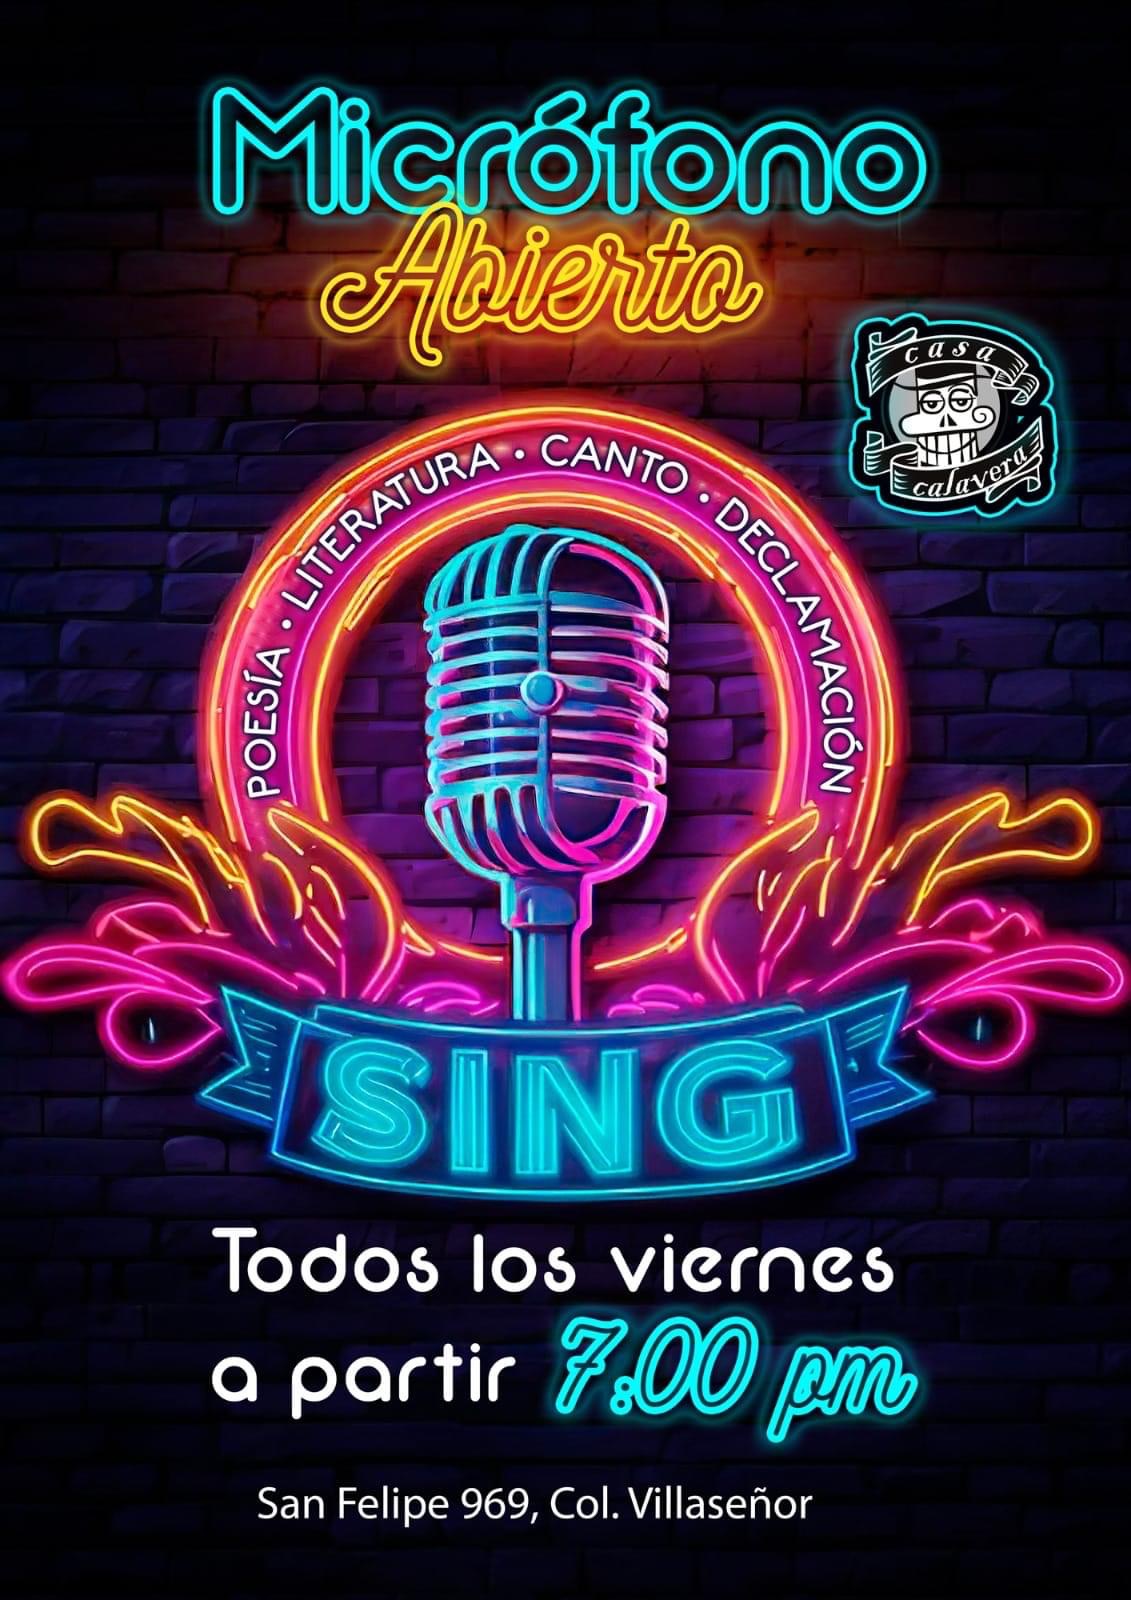 Micrófono
Abierto
casa
calavera
POESÍA · LITERATURA · CANTO · DECLAMACIÓN
SING
Todos los viernes
a partir 7:00 pm
San Felipe 969, Col. Villaseñor